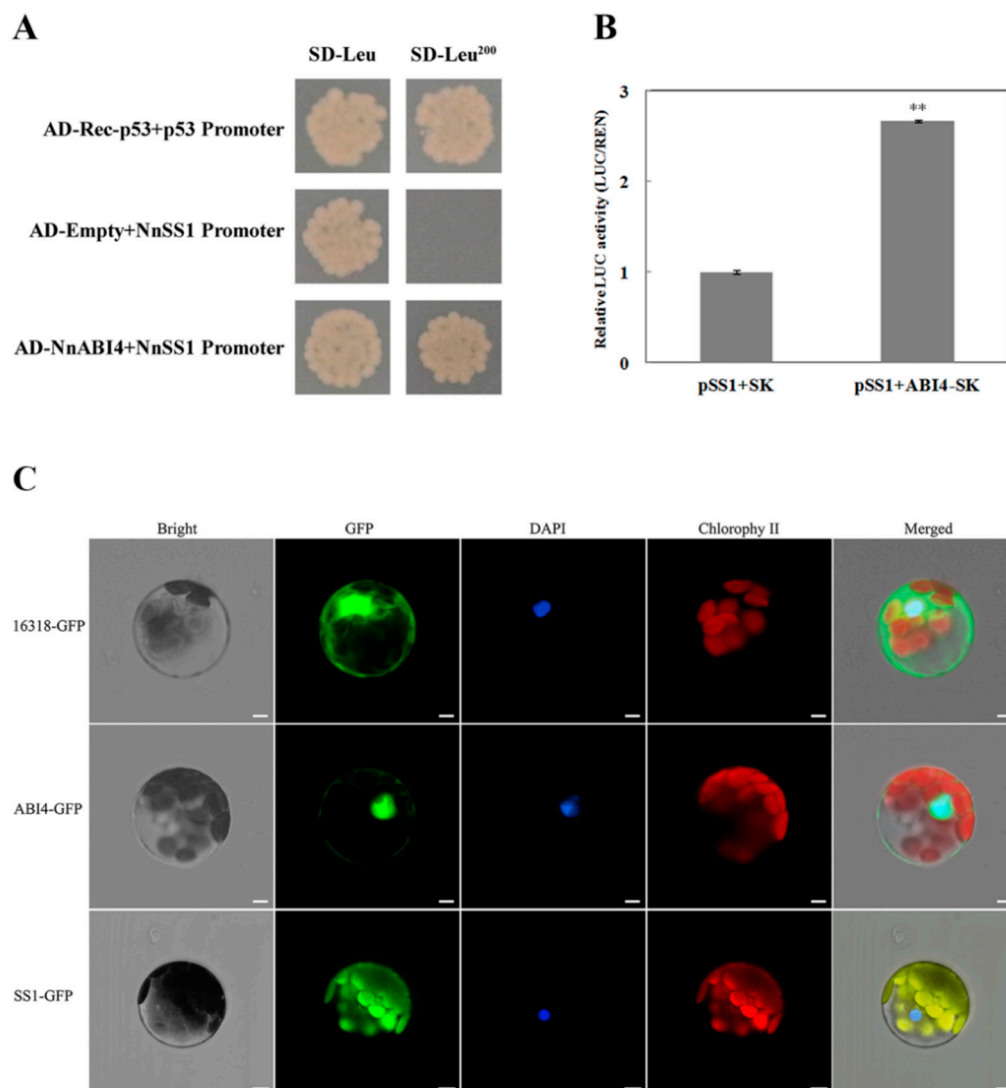 A
SD-Leu SD-Leu²⁰⁰
AD-Rec-p53+p53 Promoter
AD-Empty+NnSS1 Promoter
AD-NnABI4+NnSS1 Promoter
B
Relative LUC activity (LUC/REN)
3
2
1
0
**
pSS1+SK pSS1+ABI4-SK
C
Bright GFP DAPI Chlorophy II Merged
16318-GFP
ABI4-GFP
SS1-GFP